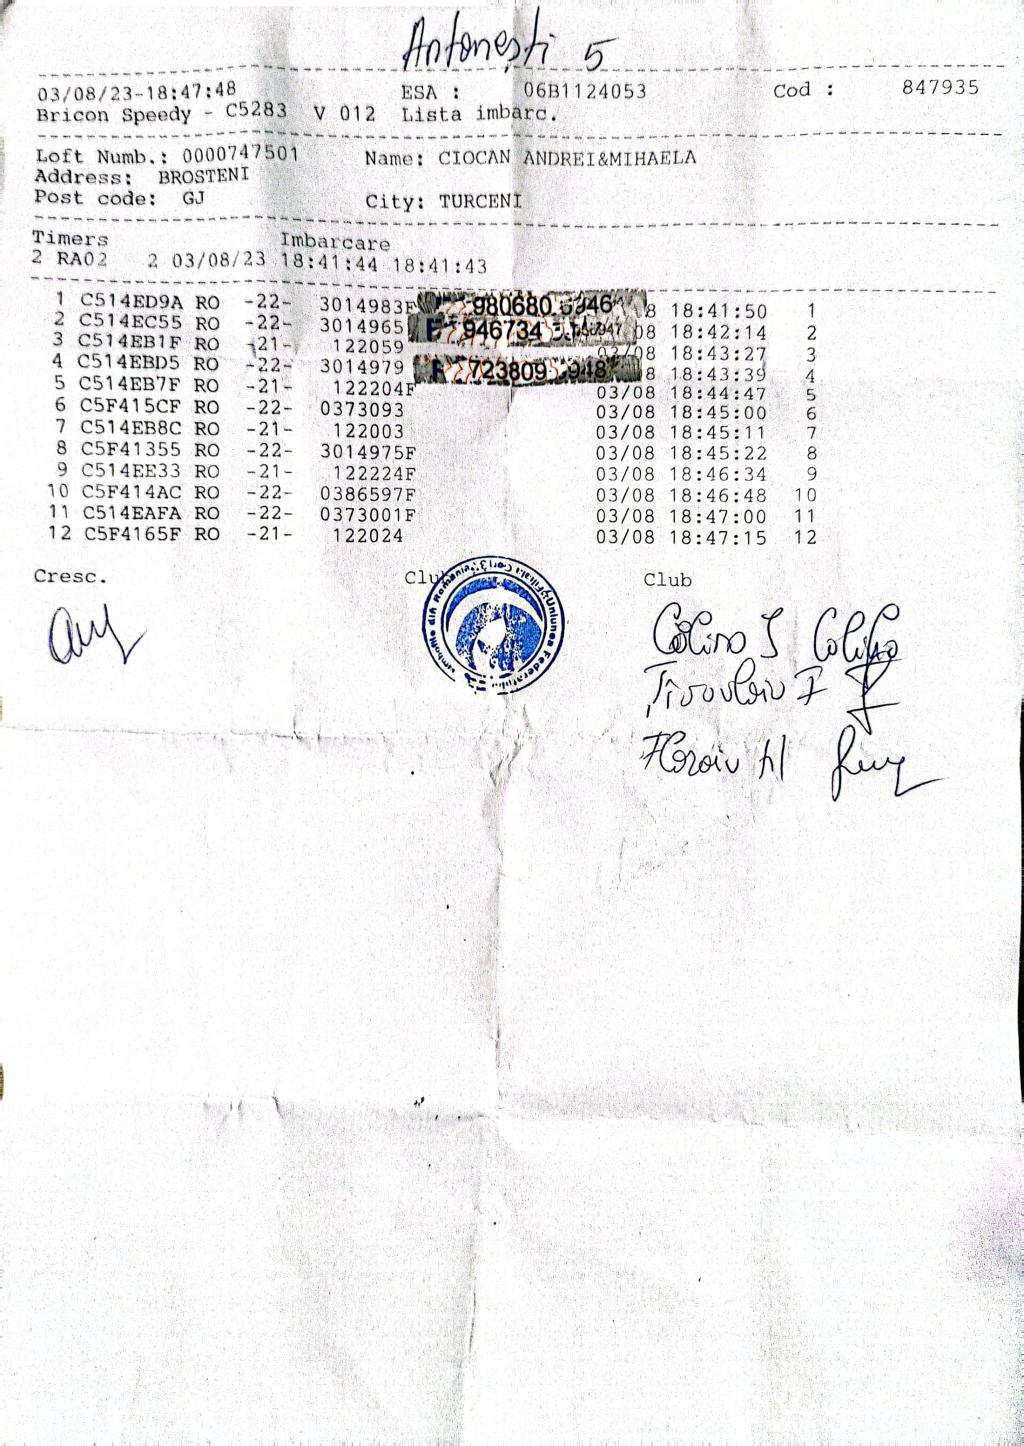 Antonești 5
03/08/23-18:47:48 ESA : 06B1124053 Cod : 847935
Bricon Speedy - C5283 V 012 Lista imbarc.
Loft Numb.: 0000747501 Name: CIOCAN ANDREI&MIHAELA
Address: BROSTENI
Post code: GJ City: TURCENI
Timers Imbarcare
2 RA02 2 03/08/23 18:41:44 18:41:43
1 C514ED9A RO -22- 3014983F 980680 8 18:41:50 1
2 C514EC55 RO -22- 3014965 946734 08 18:42:14 2
3 C514EB1F RO -21- 122059 03/08 18:43:27 3
4 C514EBD5 RO -22- 3014979 723809 8 18:43:39 4
5 C514EB7F RO -21- 122204F 03/08 18:44:47 5
6 C5F415CF RO -22- 0373093 03/08 18:45:00 6
7 C514EB8C RO -21- 122003 03/08 18:45:11 7
8 C5F41355 RO -22- 3014975F 03/08 18:45:22 8
9 C514EE33 RO -21- 122224F 03/08 18:46:34 9
10 C5F414AC RO -22- 0386597F 03/08 18:46:48 10
11 C514EAFA RO -22- 0373001F 03/08 18:47:00 11
12 C5F4165F RO -21- 122024 03/08 18:47:15 12
Cresc. Clu Club